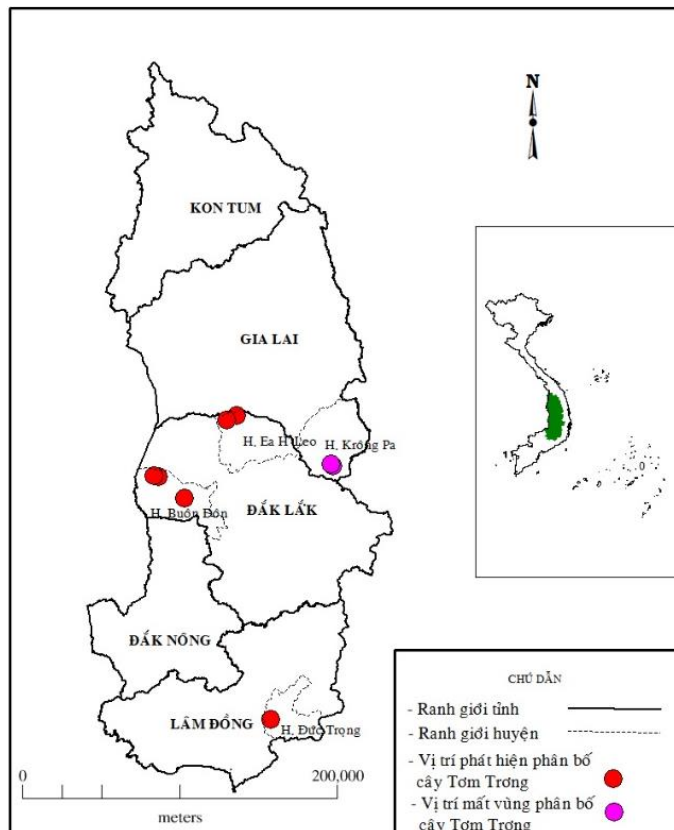 N
KON TUM
GIA LAI
H, Ea H'Leo
H, Krông Pa
H, Buôn Đôn
ĐẮK LẮK
ĐẮK NÔNG
LÂM ĐỒNG
H, Đức Trọng
0
200,000
meters
CHÚ DẪN
- Ranh giới tỉnh
- Ranh giới huyện
- Vị trí phát hiện phân bố
cây Tơm Trơng
- Vị trí mất vùng phân bố
cây Tơm Trơng